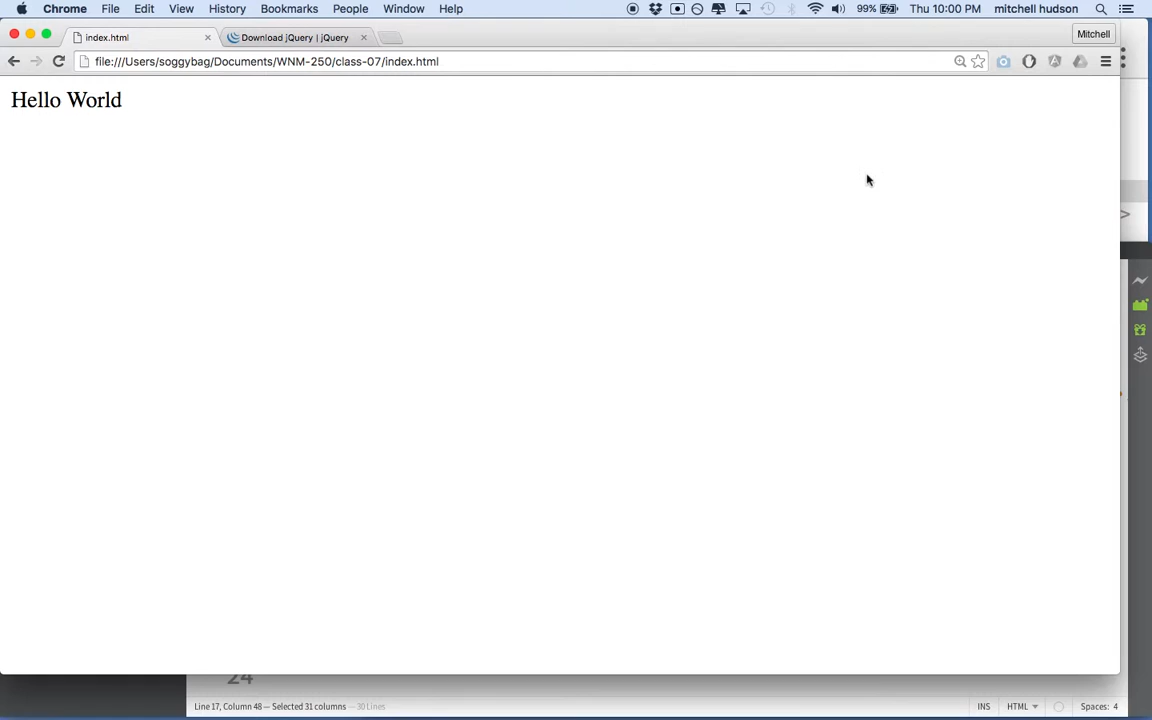 Chrome File Edit View History Bookmarks People Window Help 99% Thu 10:00 PM mitchell hudson
index.html Download jQuery | jQuery Mitchell
file:///Users/soggybag/Documents/WNM-250/class-07/index.html
Hello World
>
24
Line 17, Column 48 — Selected 31 columns — 30 Lines INS HTML Spaces: 4